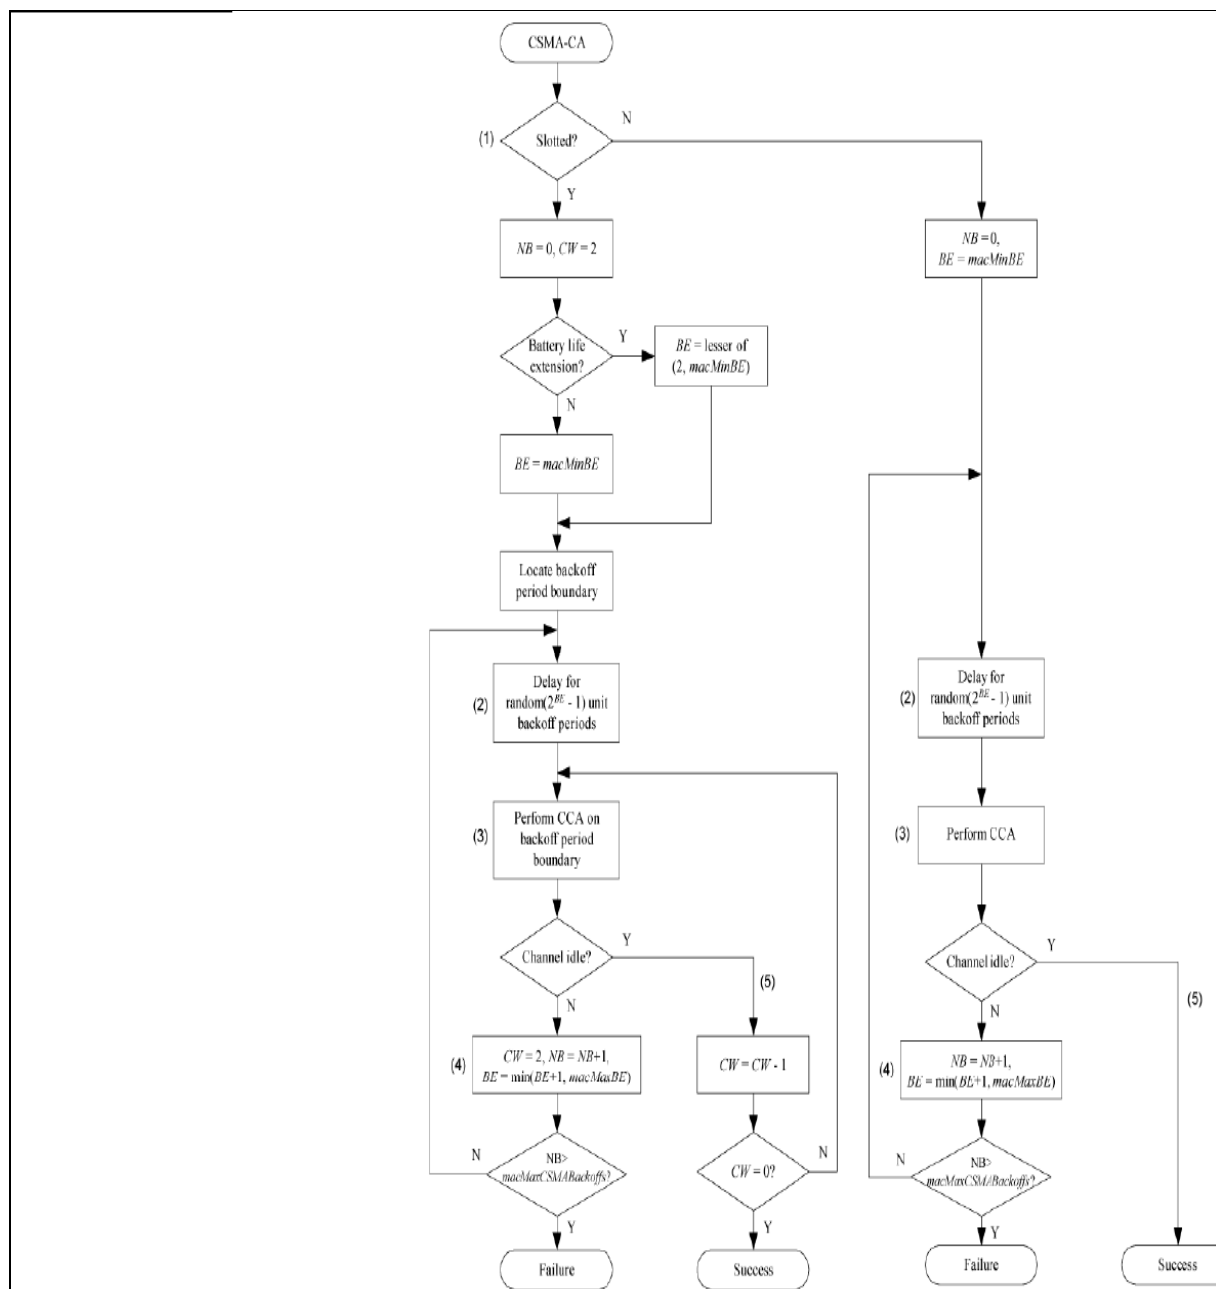 CSMA-CA
(1)
Slotted?
N
Y
NB = 0, CW = 2
Battery life
extension?
Y
N
BE = lesser of
(2, macMinBE)
BE = macMinBE
Locate backoff
period boundary
(2)
Delay for
random(2^BE - 1) unit
backoff periods
(3)
Perform CCA on
backoff period
boundary
Channel idle?
Y
N
(5)
(4)
CW = 2, NB = NB+1,
BE = min(BE+1, macMaxBE)
CW = CW - 1
N
NB>
macMaxCSMABackoffs?
Y
CW = 0?
N
Y
Failure
Success
NB = 0,
BE = macMinBE
(2)
Delay for
random(2^BE - 1) unit
backoff periods
(3)
Perform CCA
Channel idle?
Y
N
(5)
(4)
NB = NB+1,
BE = min(BE+1, macMaxBE)
N
NB>
macMaxCSMABackoffs?
Y
Failure
Success